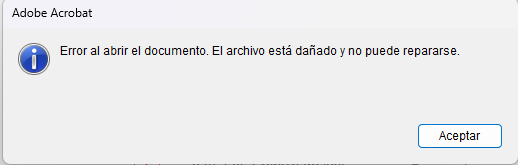 Adobe Acrobat
Error al abrir el documento. El archivo está dañado y no puede repararse.
Aceptar